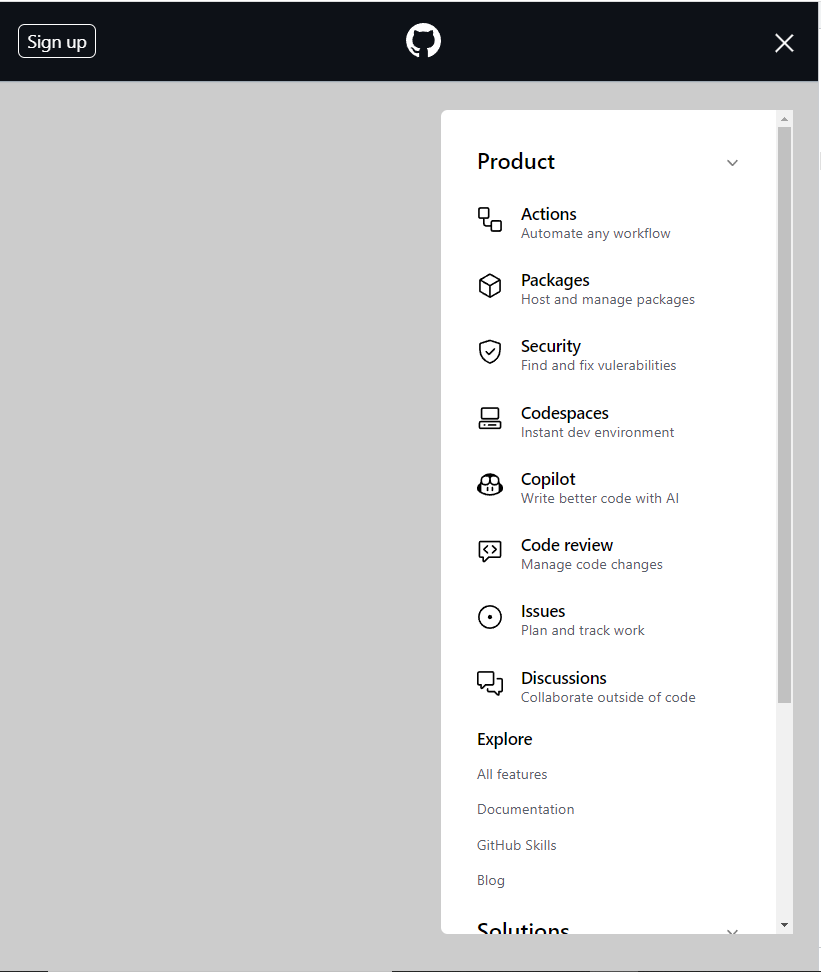 Sign up
Product
Actions
Automate any workflow
Packages
Host and manage packages
Security
Find and fix vulerabilities
Codespaces
Instant dev environment
Copilot
Write better code with AI
Code review
Manage code changes
Issues
Plan and track work
Discussions
Collaborate outside of code
Explore
All features
Documentation
GitHub Skills
Blog
Solutions